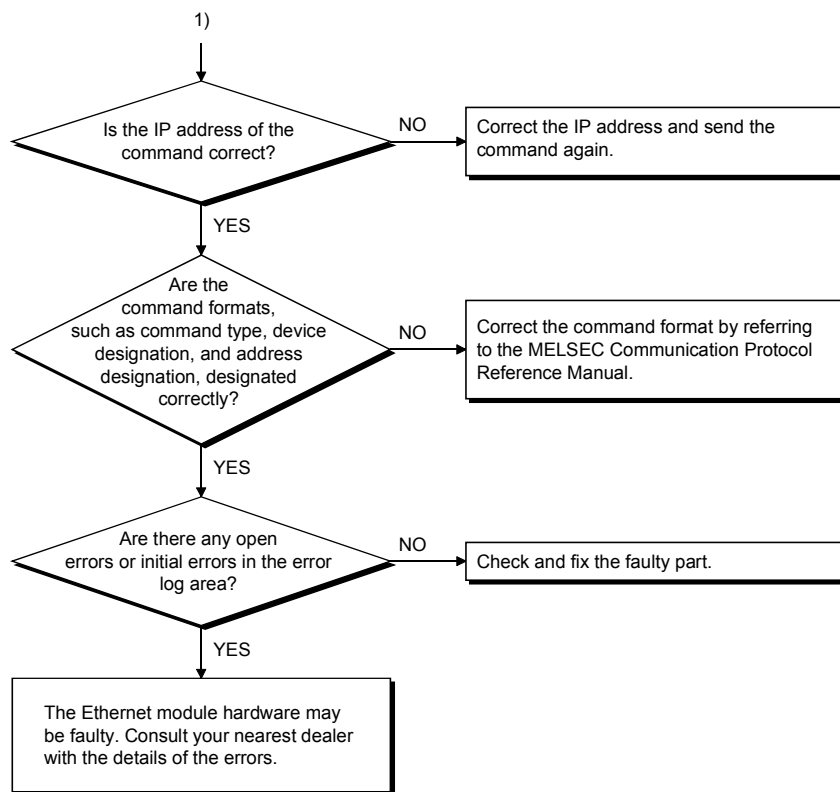 1)
Is the IP address of the
command correct?
NO
Correct the IP address and send the
command again.
YES
Are the
command formats,
such as command type, device
designation, and address
designation, designated
correctly?
NO
Correct the command format by referring
to the MELSEC Communication Protocol
Reference Manual.
YES
Are there any open
errors or initial errors in the error
log area?
NO
Check and fix the faulty part.
YES
The Ethernet module hardware may
be faulty. Consult your nearest dealer
with the details of the errors.